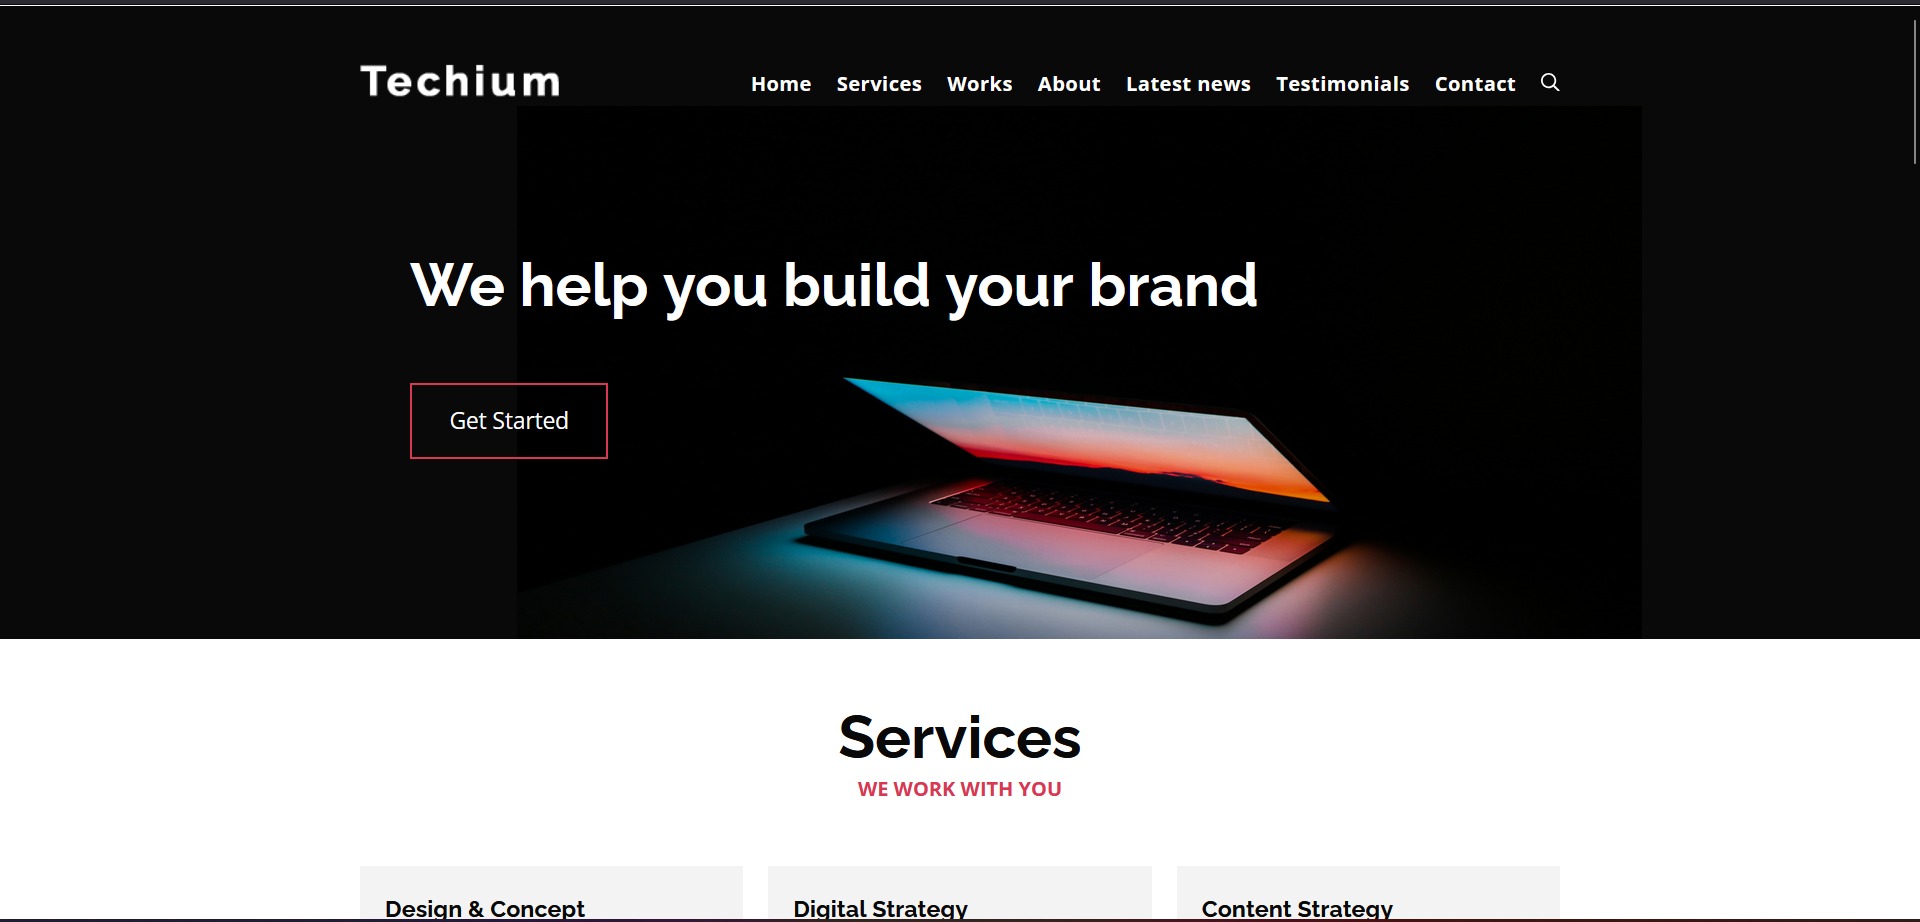 Techium
Home Services Works About Latest news Testimonials Contact
We help you build your brand
Get Started
Services
WE WORK WITH YOU
Design & Concept
Digital Strategy
Content Strategy